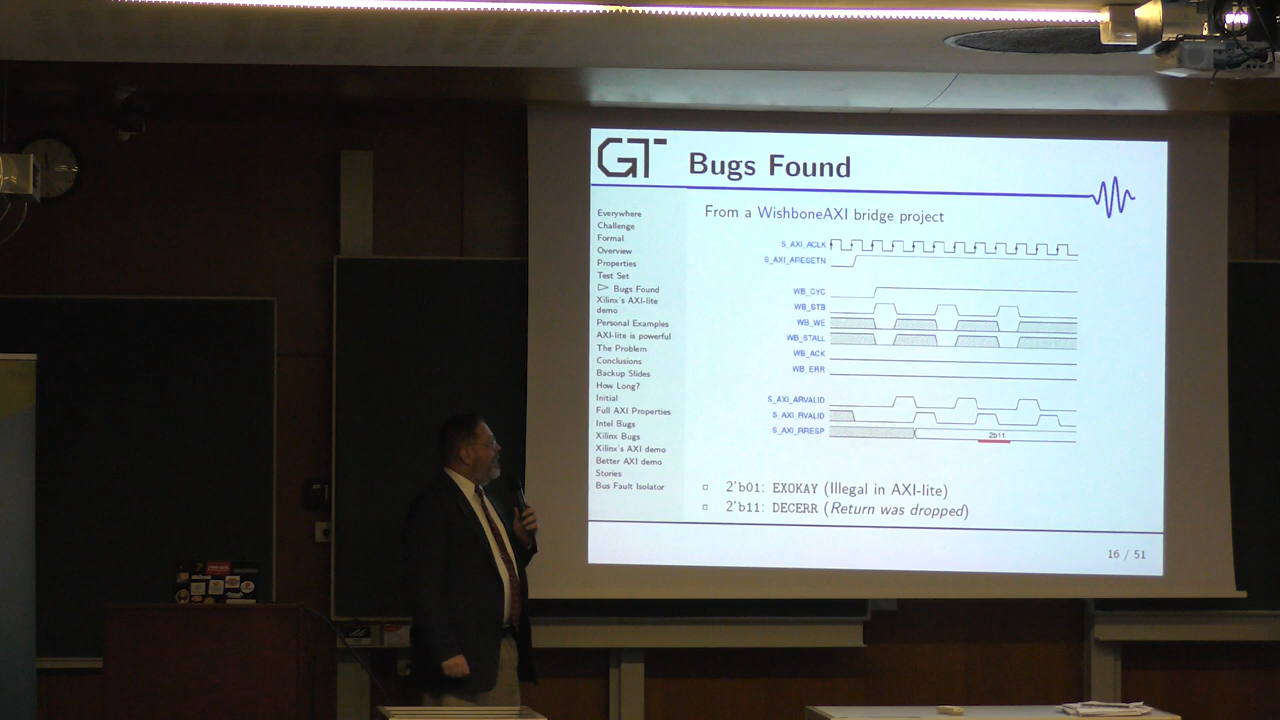 GT
Bugs Found
Everywhere
Challenge
Formal
Overview
Properties
Test Set
▷ Bugs Found
Xilinx's AXI-lite
demo
Personal Examples
AXI-lite is powerful
The Problem
Conclusions
Backup Slides
How Long?
Initial
Full AXI Properties
Intel Bugs
Xilinx Bugs
Xilinx's AXI demo
Better AXI demo
Stories
Bus Fault Isolator
From a WishboneAXI bridge project
S_AXI_ACLK
S_AXI_ARESETN
WB_CYC
WB_STB
WB_WE
WB_STALL
WB_ACK
WB_ERR
S_AXI_ARVALID
S_AXI_RVALID
S_AXI_RRESP
2'b11
2'b01: EXOKAY (Illegal in AXI-lite)
2'b11: DECERR (Return was dropped)
16 / 51